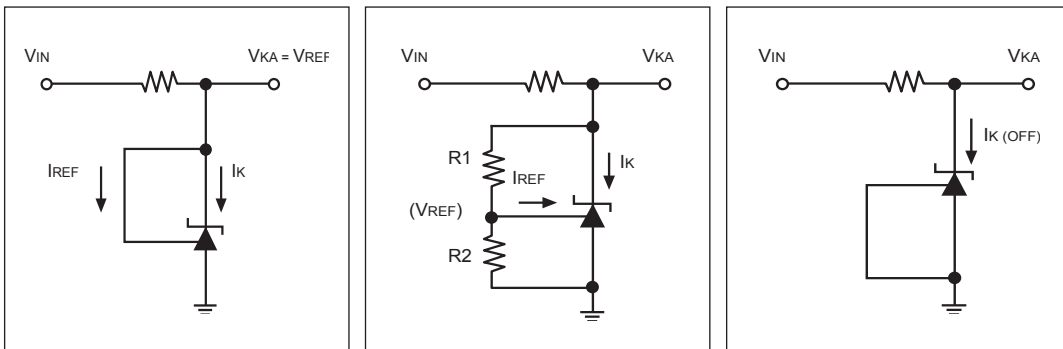 VIN
VKA = VREF
IREF
IK
VIN
VKA
R1
IREF
IK
(VREF)
R2
VIN
VKA
IK (OFF)